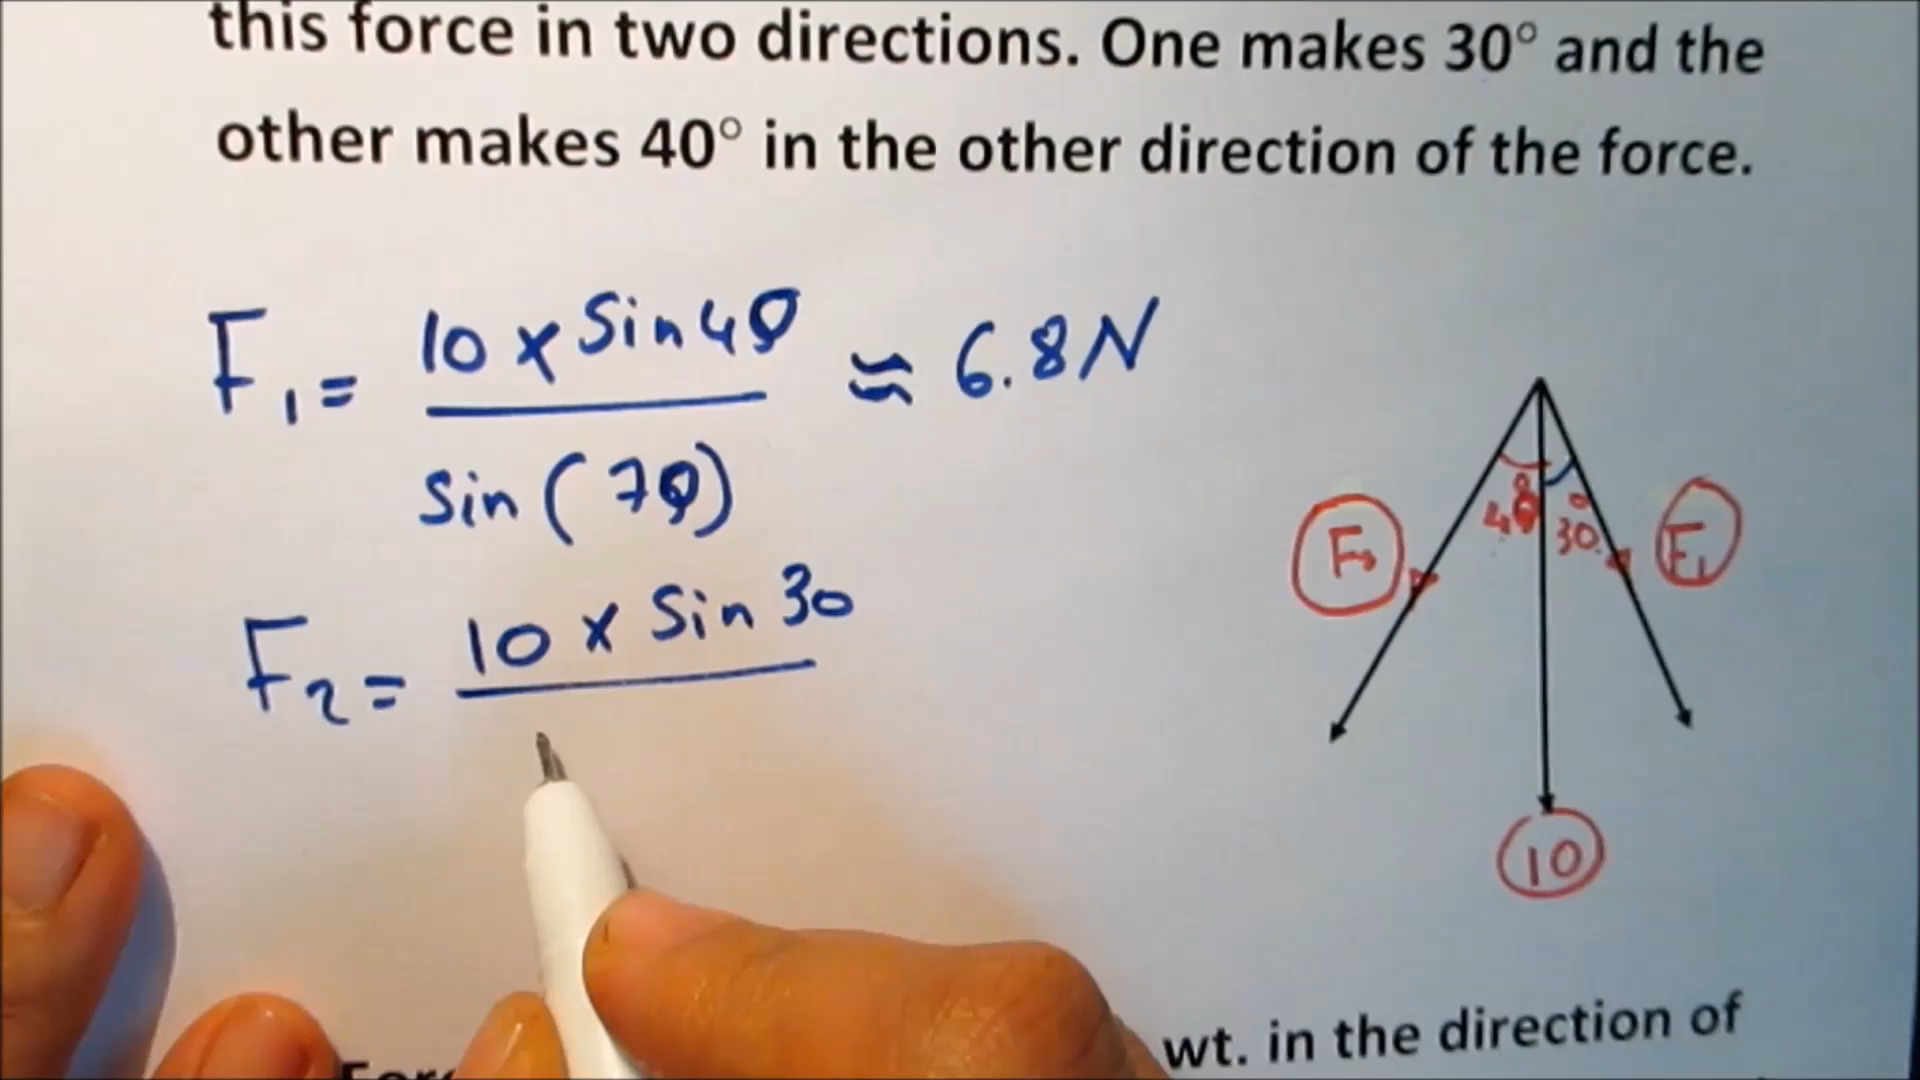 this force in two directions. One makes 30° and the
other makes 40° in the other direction of the force.
F₁ = 10 × Sin 40 / sin (70) ≈ 6.8 N
F₂ = 10 × Sin 30
40° 30°
F₂ F₁
10
wt. in the direction of